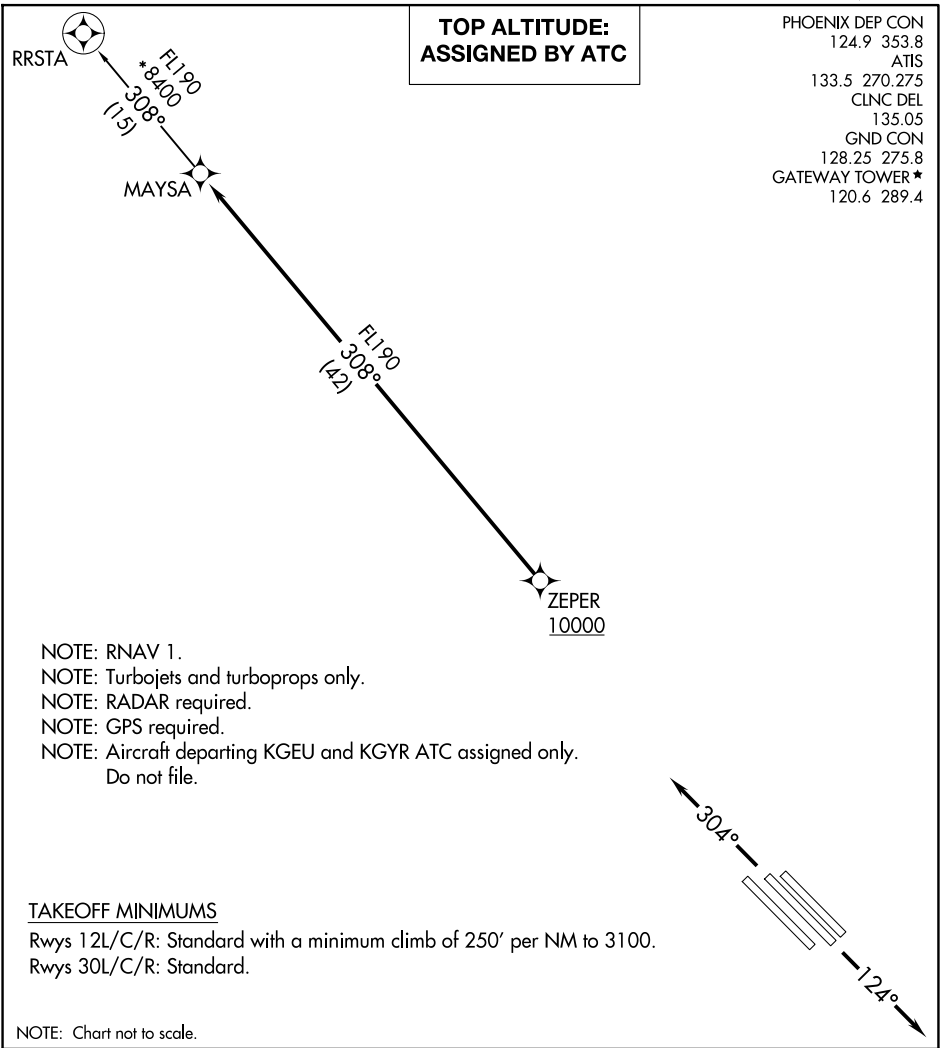 TOP ALTITUDE:
ASSIGNED BY ATC
PHOENIX DEP CON
124.9 353.8
ATIS
133.5 270.275
CLNC DEL
135.05
GND CON
128.25 275.8
GATEWAY TOWER★
120.6 289.4
RRSTA
FL190
*8400
308°
(15)
MAYSA
FL190
308°
(42)
ZEPER
10000
NOTE: RNAV 1.
NOTE: Turbojets and turboprops only.
NOTE: RADAR required.
NOTE: GPS required.
NOTE: Aircraft departing KGEU and KGYR ATC assigned only.
Do not file.
304°
124°
TAKEOFF MINIMUMS
Rwys 12L/C/R: Standard with a minimum climb of 250' per NM to 3100.
Rwys 30L/C/R: Standard.
NOTE: Chart not to scale.